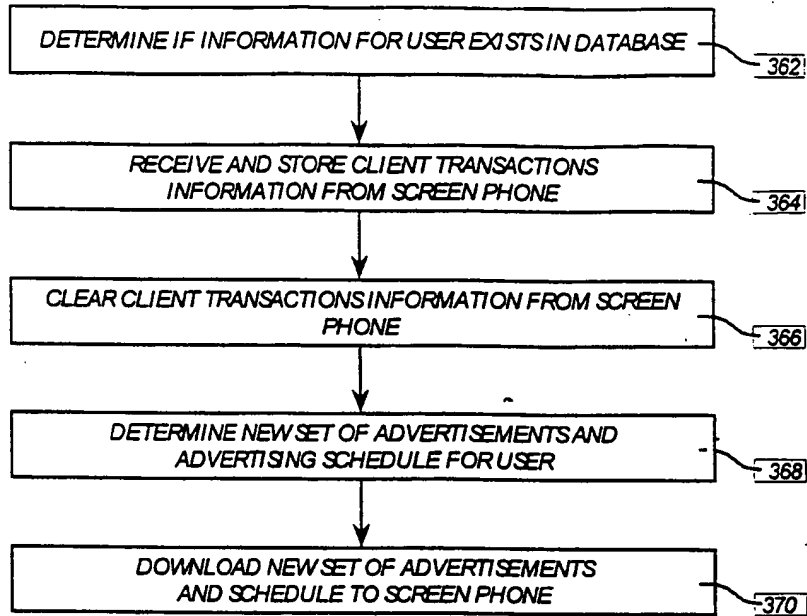 DETERMINE IF INFORMATION FOR USER EXISTS IN DATABASE
362
RECEIVE AND STORE CLIENT TRANSACTIONS
INFORMATION FROM SCREEN PHONE
364
CLEAR CLIENT TRANSACTIONS INFORMATION FROM SCREEN
PHONE
366
DETERMINE NEW SET OF ADVERTISEMENTS AND
ADVERTISING SCHEDULE FOR USER
368
DOWNLOAD NEW SET OF ADVERTISEMENTS
AND SCHEDULE TO SCREEN PHONE
370